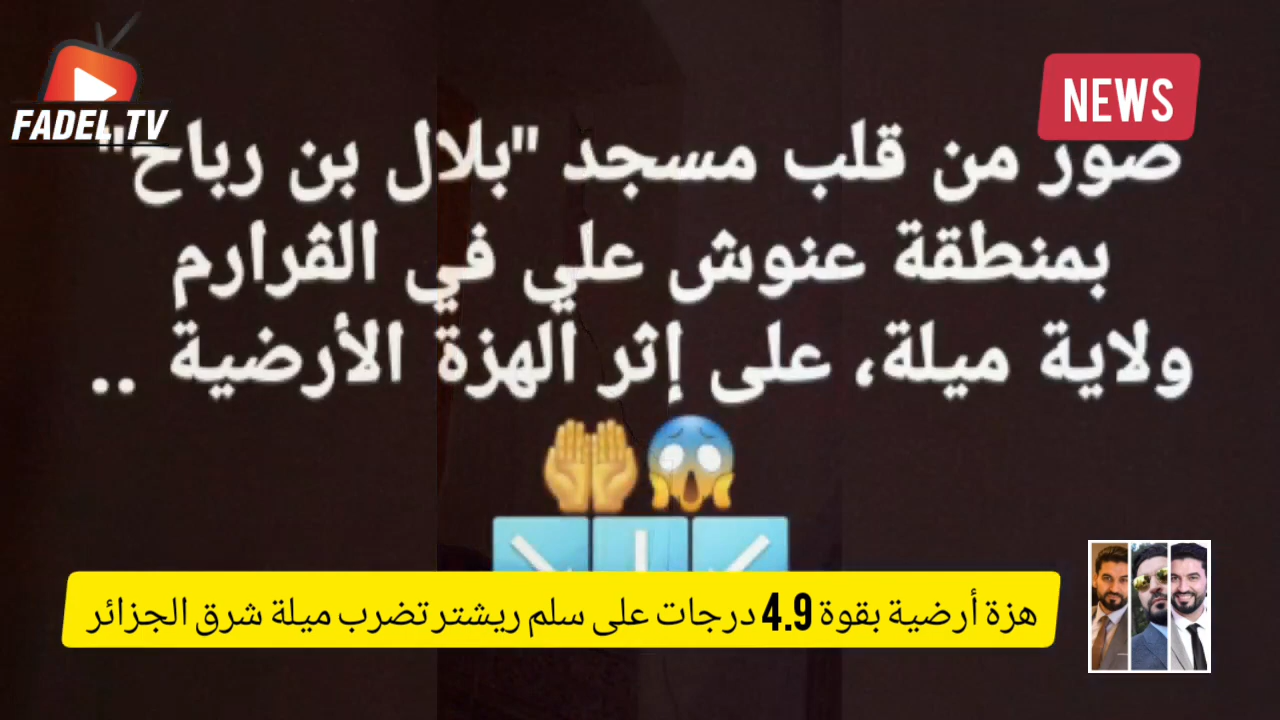 FADEL TV
NEWS
صور من قلب مسجد "بلال بن رباح"
بمنطقة عنوش علي في الڨرارم
ولاية ميلة، على إثر الهزة الأرضية ..
هزة أرضية بقوة 4.9 درجات على سلم ريشتر تضرب ميلة شرق الجزائر